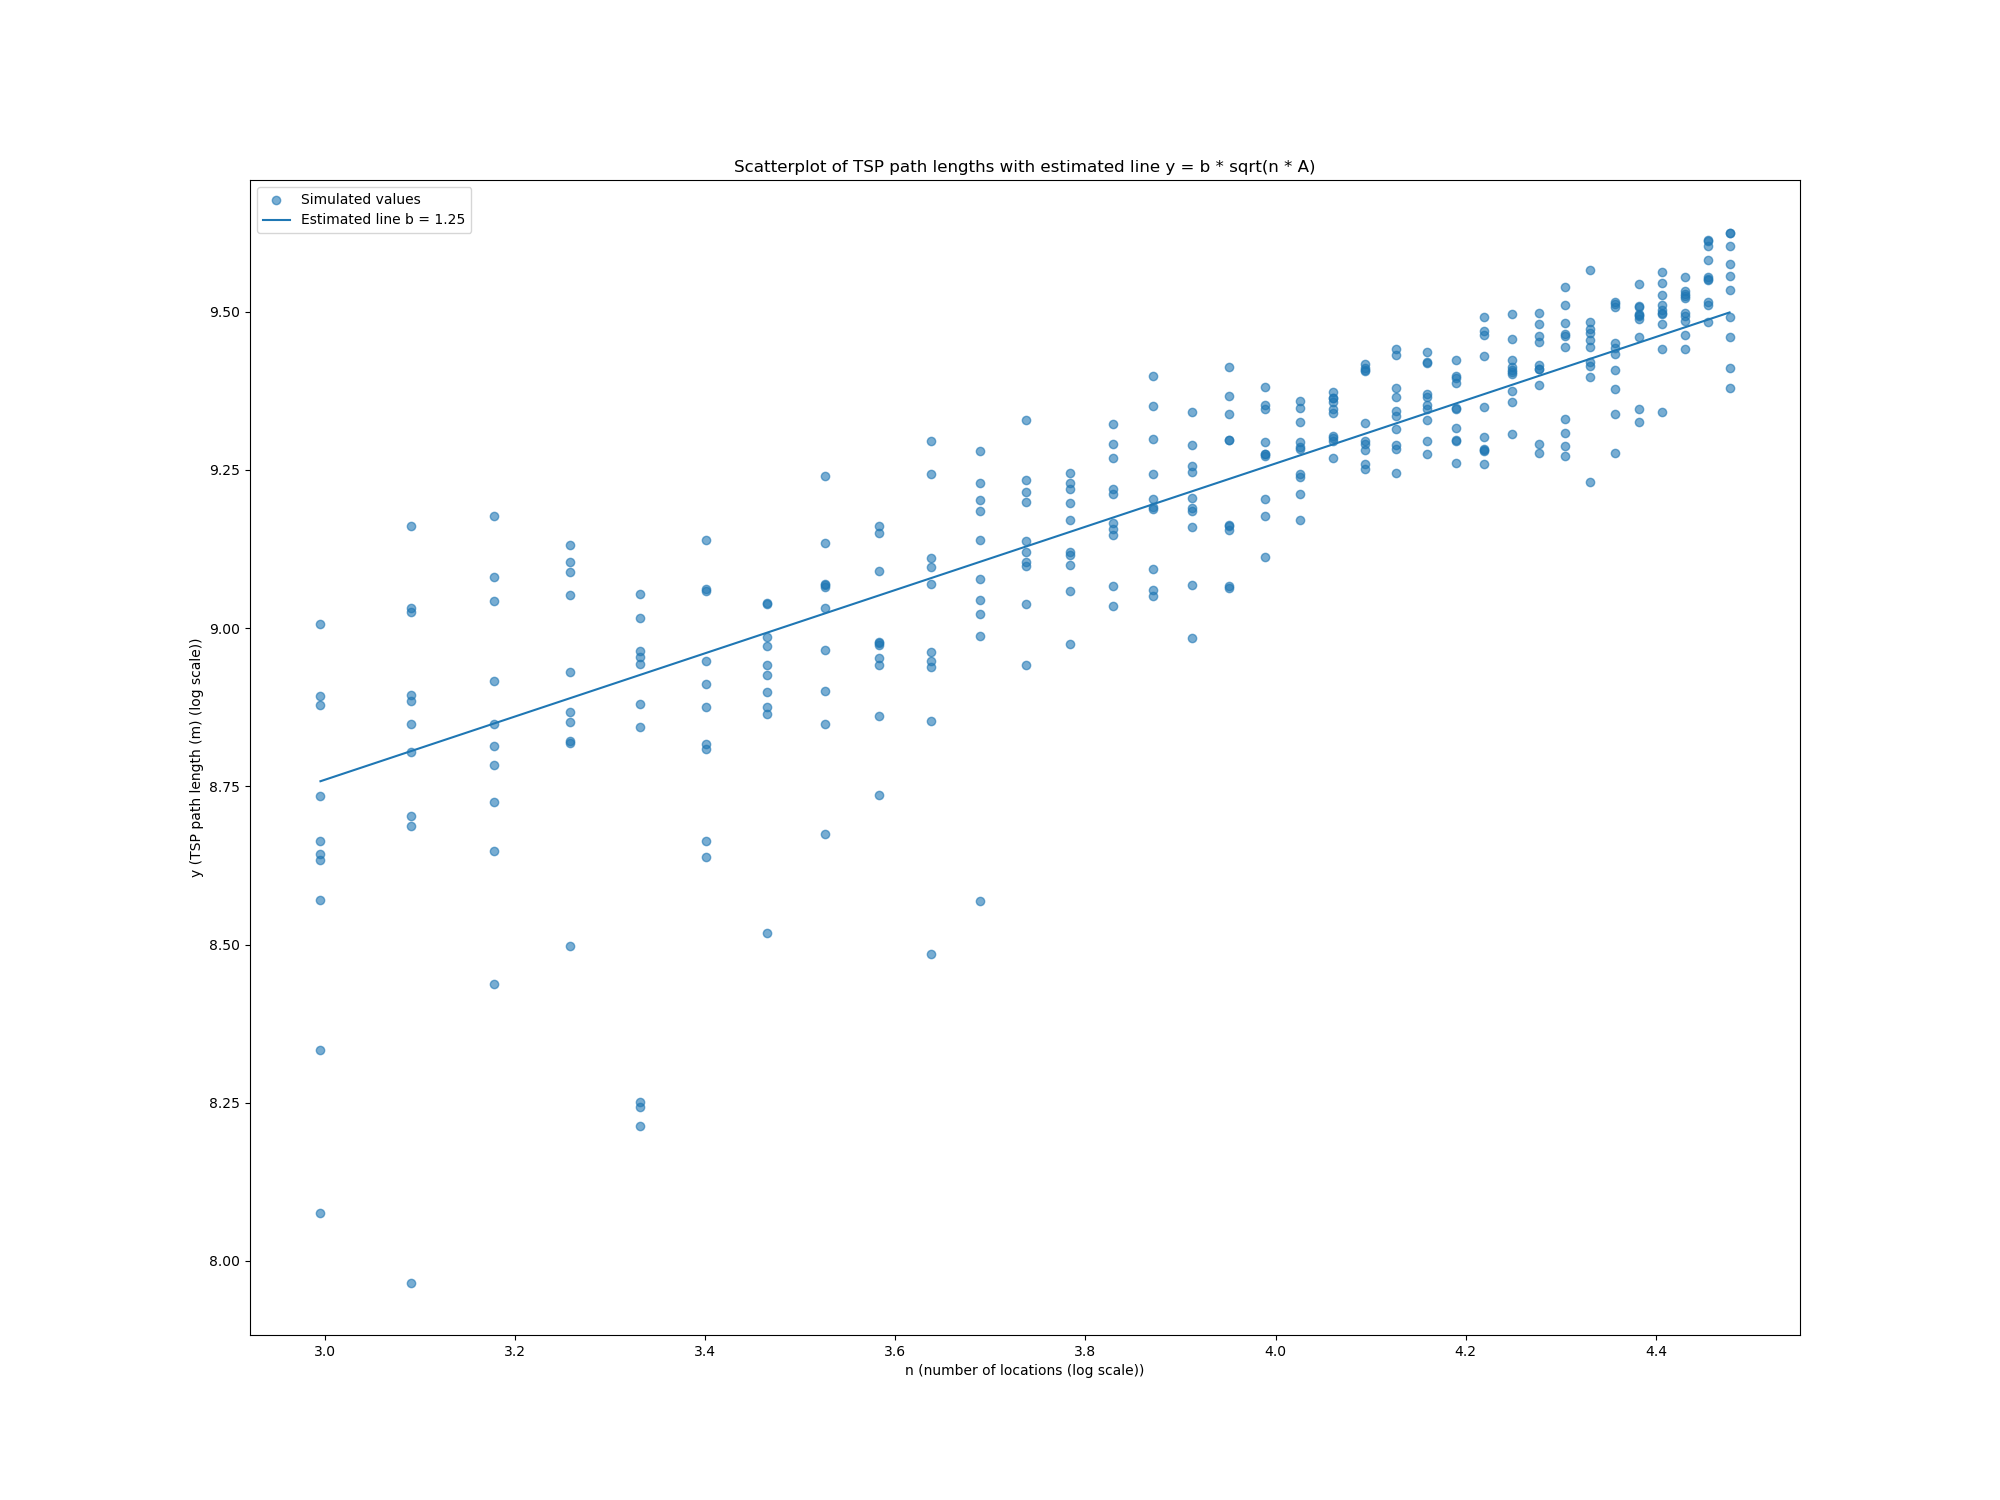 Scatterplot of TSP path lengths with estimated line y = b * sqrt(n * A)
Simulated values
Estimated line b = 1.25
9.50
9.25
9.00
8.75
8.50
8.25
8.00
y (TSP path length (m) (log scale))
3.0 3.2 3.4 3.6 3.8 4.0 4.2 4.4
n (number of locations (log scale))